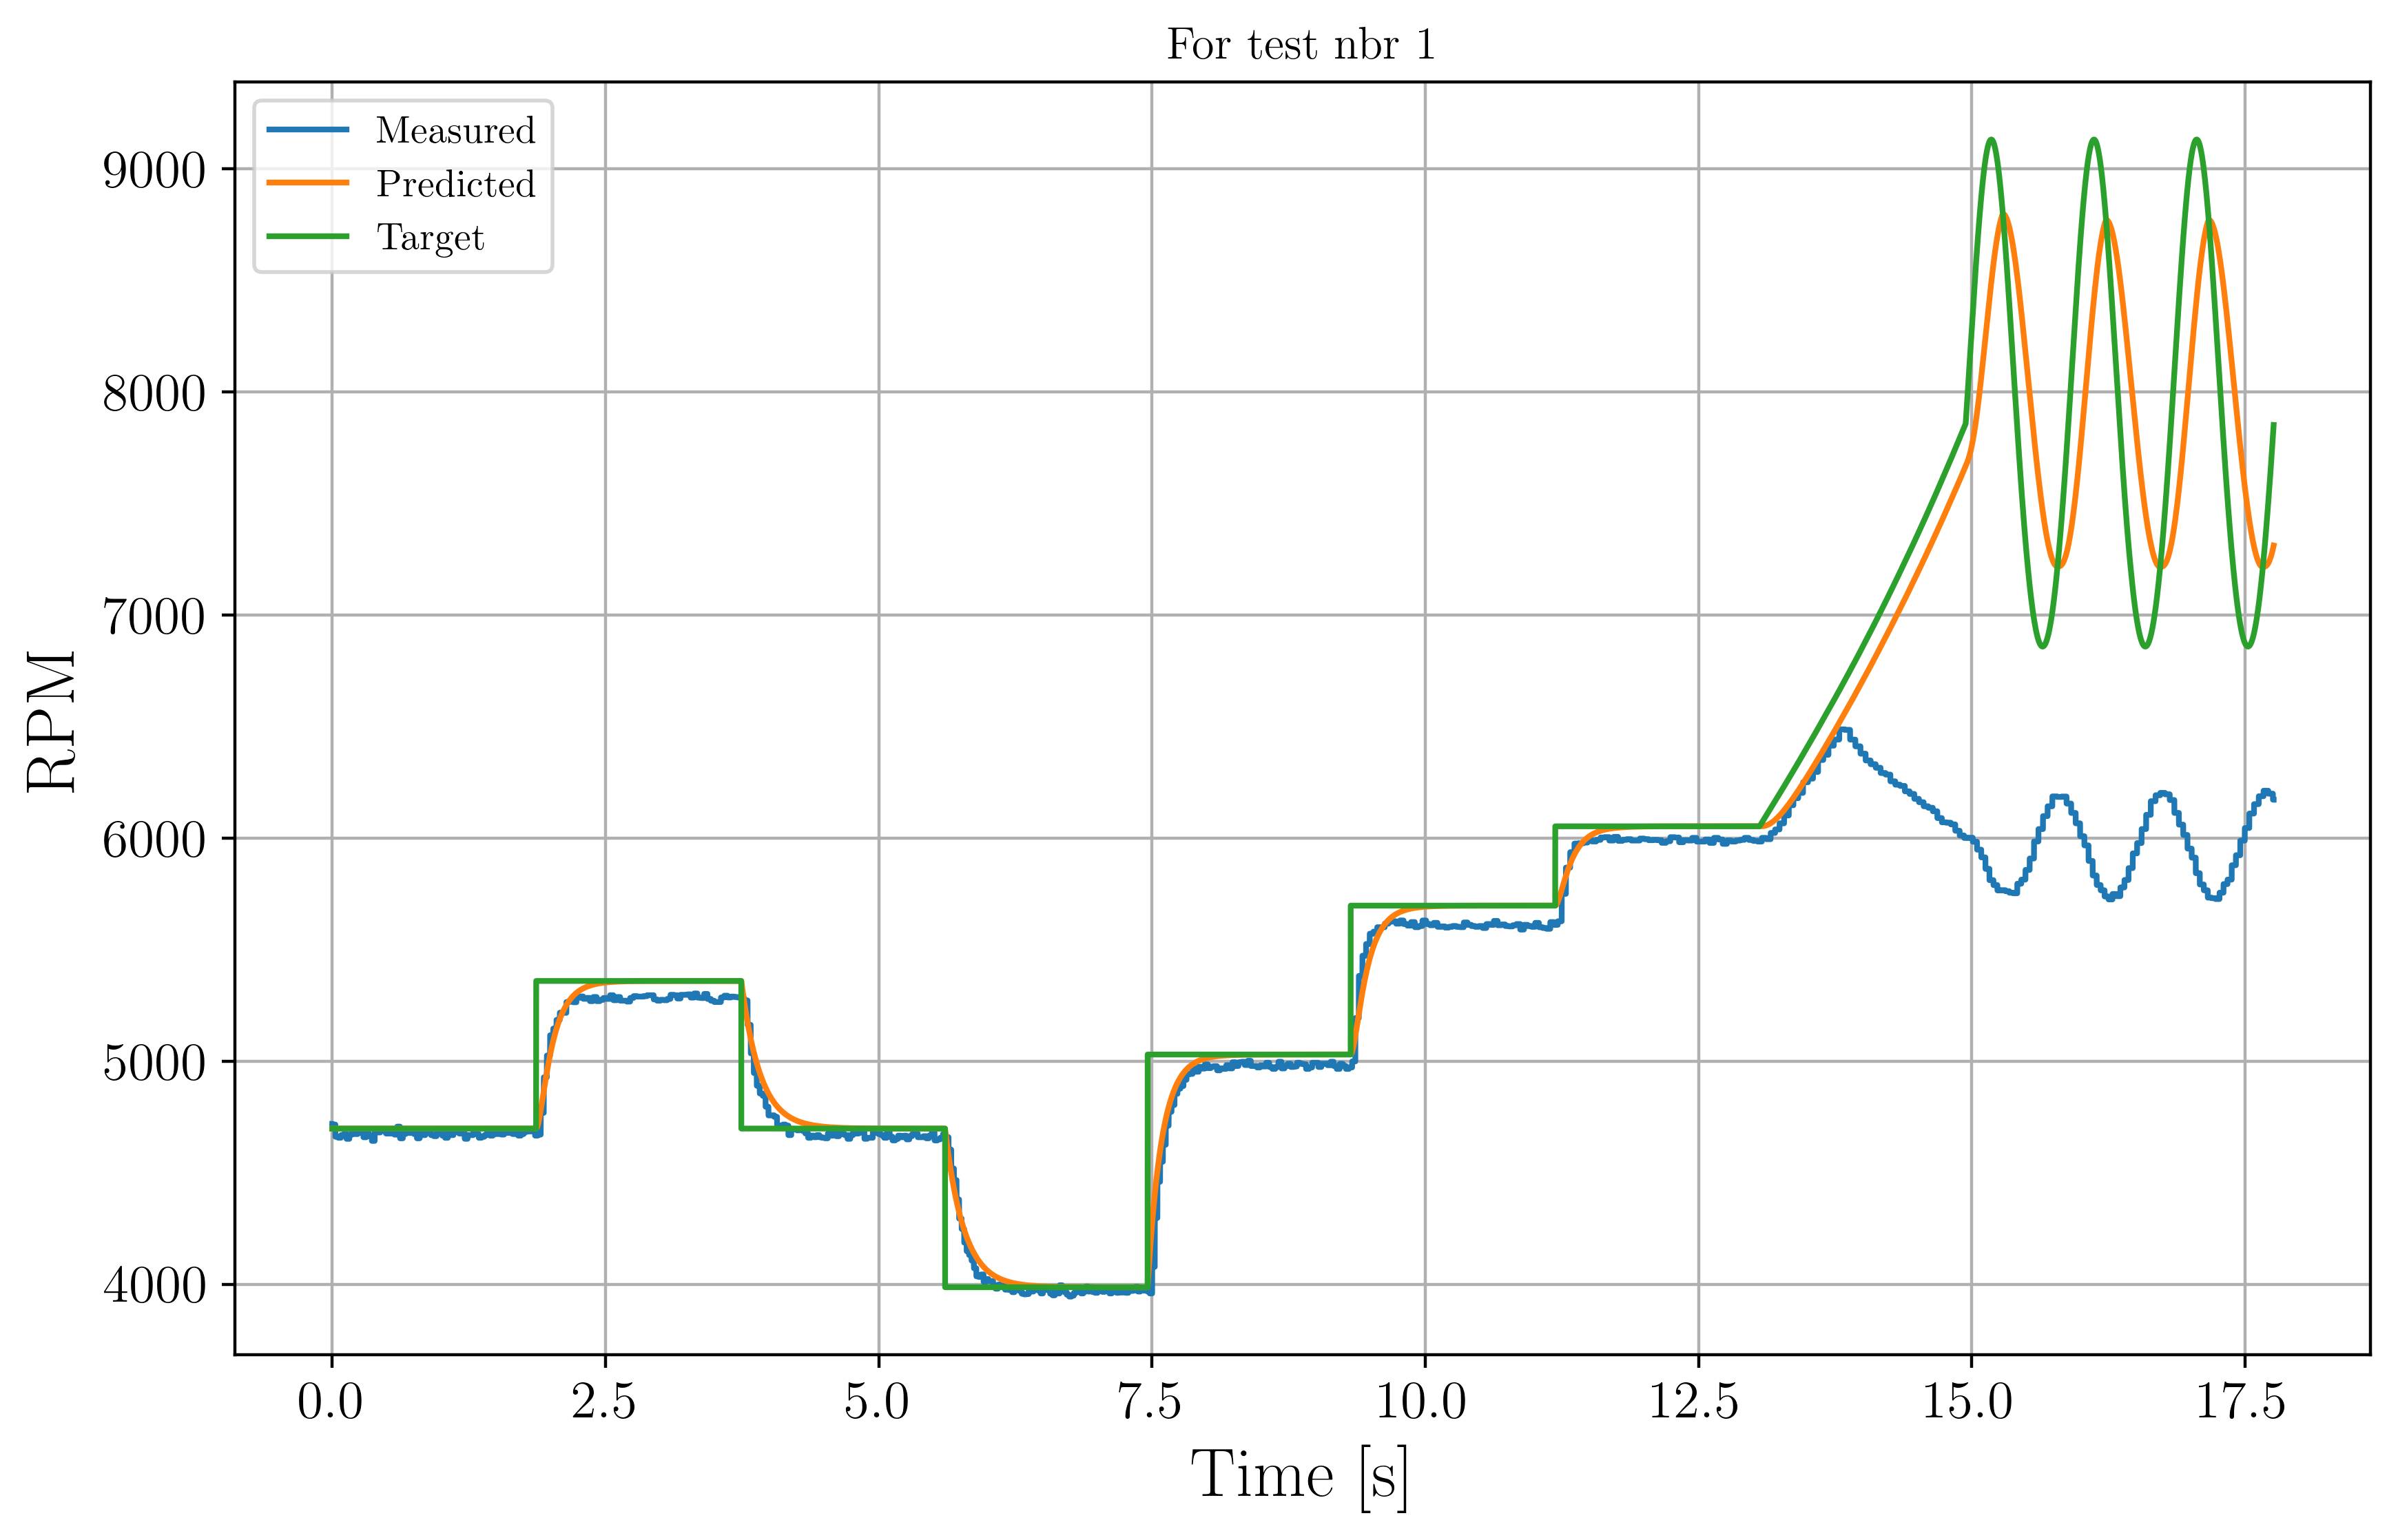 For test nbr 1
Measured
Predicted
Target
9000
8000
7000
6000
5000
4000
RPM
0.0 2.5 5.0 7.5 10.0 12.5 15.0 17.5
Time [s]